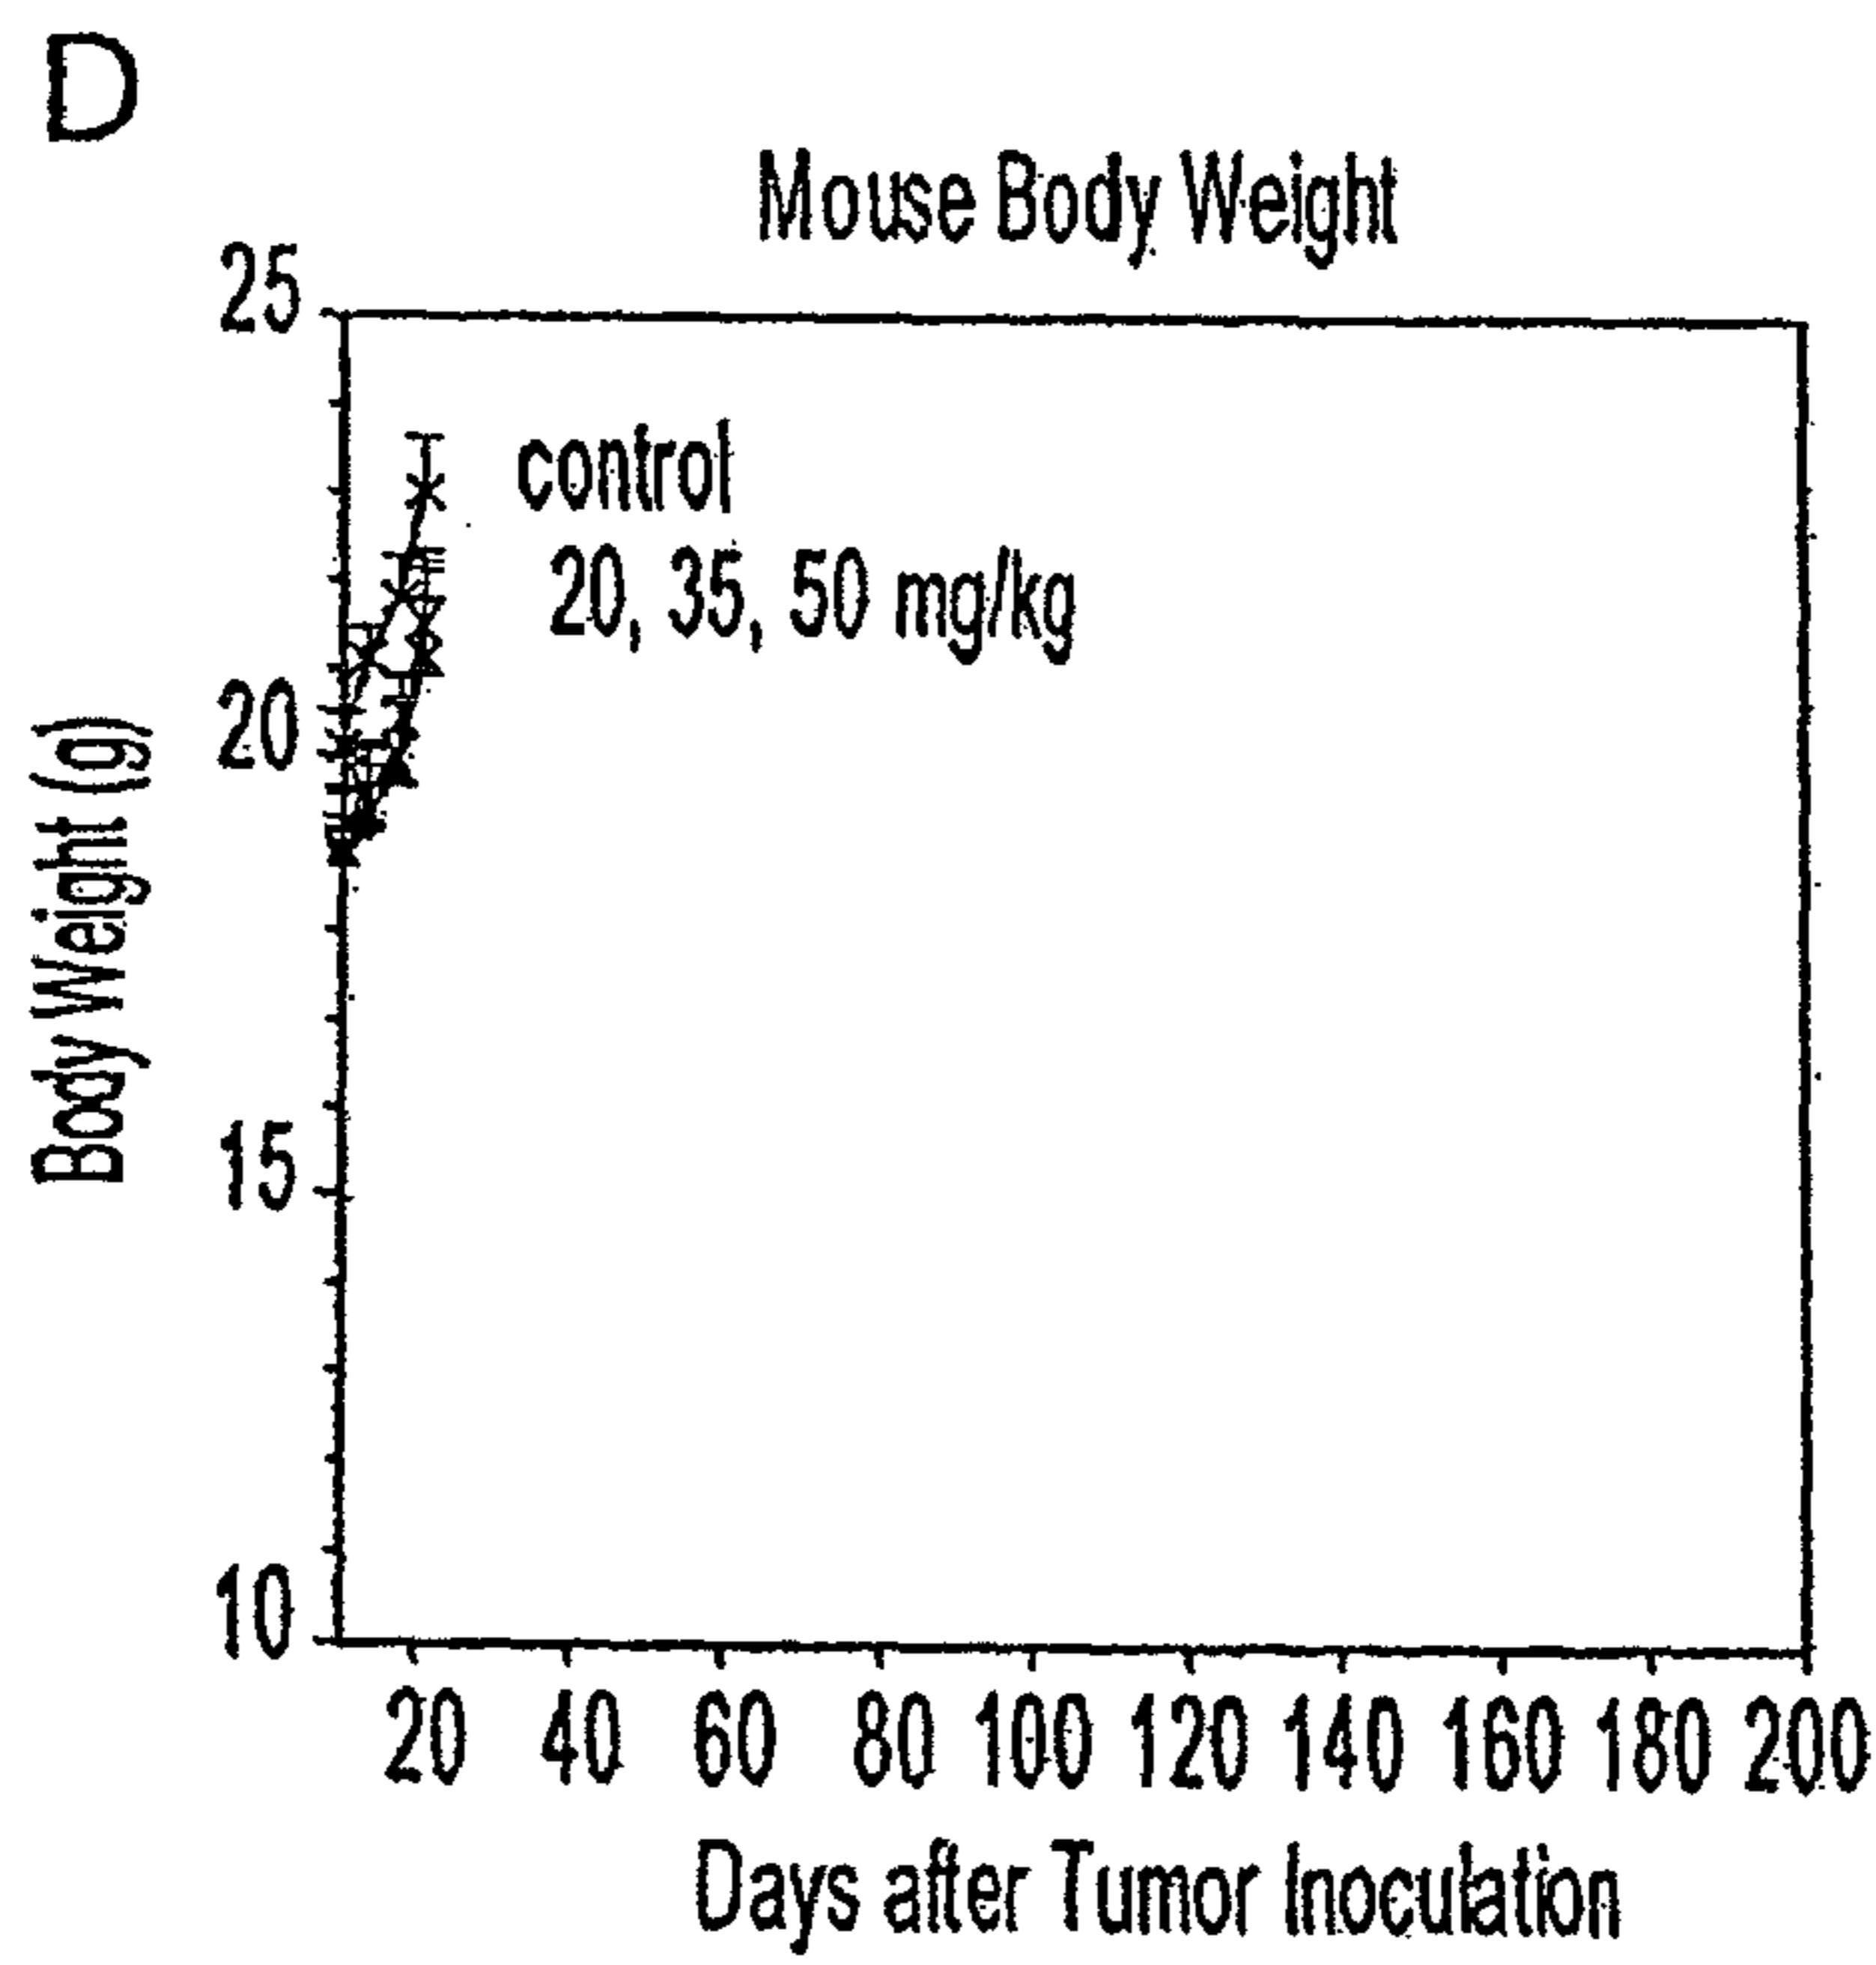 D
Mouse Body Weight
25
control
20, 35, 50 mg/kg
20
Body Weight (g)
15
10
20 40 60 80 100 120 140 160 180 200
Days after Tumor Inoculation